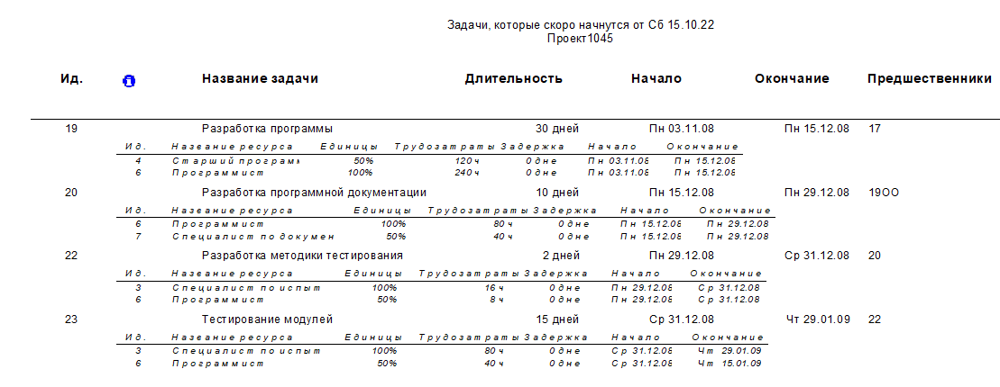 Задачи, которые скоро начнутся от Сб 15.10.22
Проект1045
Ид. Название задачи Длительность Начало Окончание Предшественники
19 Разработка программы 30 дней Пн 03.11.08 Пн 15.12.08 17
Ид. Название ресурса Единицы Трудозатраты Задержка Начало Окончание
4 Старший программ 50% 120 ч 0 дне Пн 03.11.08 Пн 15.12.08
6 Программист 100% 240 ч 0 дне Пн 03.11.08 Пн 15.12.08
20 Разработка программной документации 10 дней Пн 15.12.08 Пн 29.12.08 19ОО
Ид. Название ресурса Единицы Трудозатраты Задержка Начало Окончание
6 Программист 100% 80 ч 0 дне Пн 15.12.08 Пн 29.12.08
7 Специалист по докумен 50% 40 ч 0 дне Пн 15.12.08 Пн 29.12.08
22 Разработка методики тестирования 2 дней Пн 29.12.08 Ср 31.12.08 20
Ид. Название ресурса Единицы Трудозатраты Задержка Начало Окончание
3 Специалист по испыт 100% 16 ч 0 дне Пн 29.12.08 Ср 31.12.08
6 Программист 50% 8 ч 0 дне Пн 29.12.08 Ср 31.12.08
23 Тестирование модулей 15 дней Ср 31.12.08 Чт 29.01.09 22
Ид. Название ресурса Единицы Трудозатраты Задержка Начало Окончание
3 Специалист по испыт 100% 80 ч 0 дне Ср 31.12.08 Чт 29.01.09
6 Программист 50% 40 ч 0 дне Ср 31.12.08 Чт 15.01.09